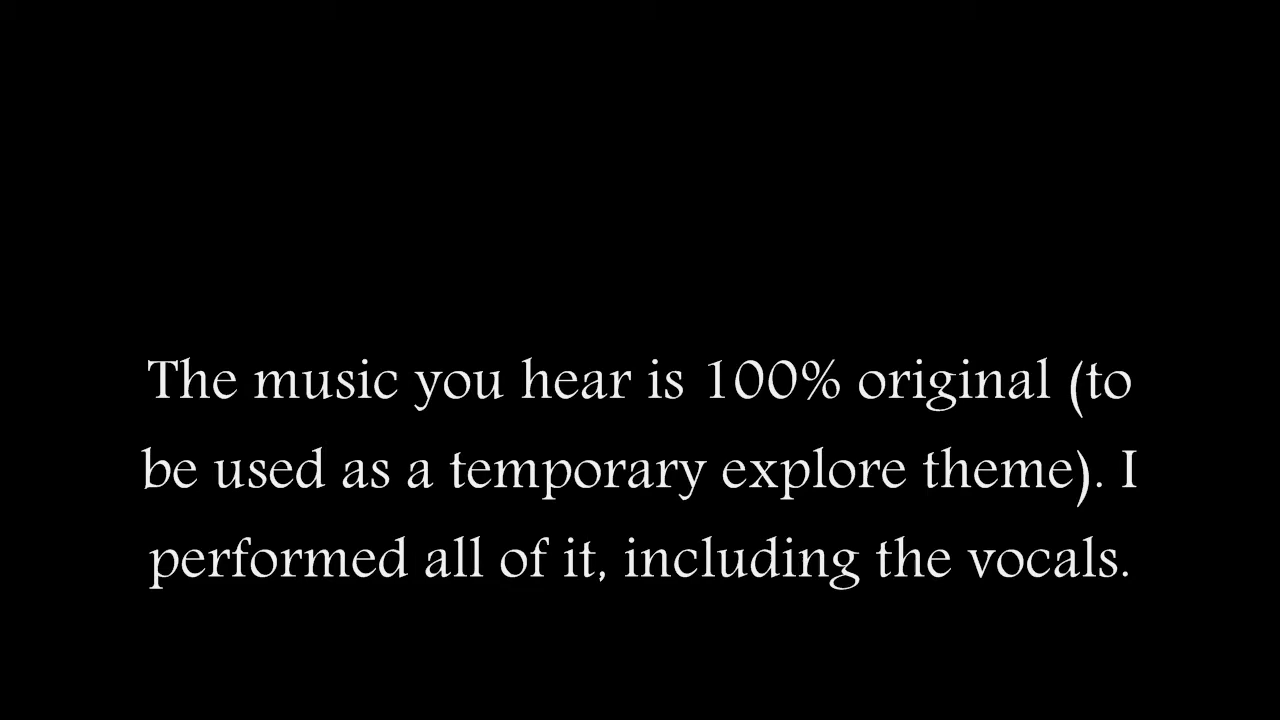 The music you hear is 100% original (to
be used as a temporary explore theme). I
performed all of it, including the vocals.